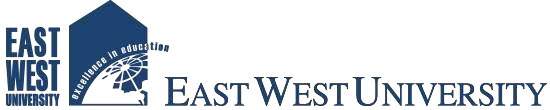 EAST
WEST
UNIVERSITY
excellence in education
EAST WEST UNIVERSITY